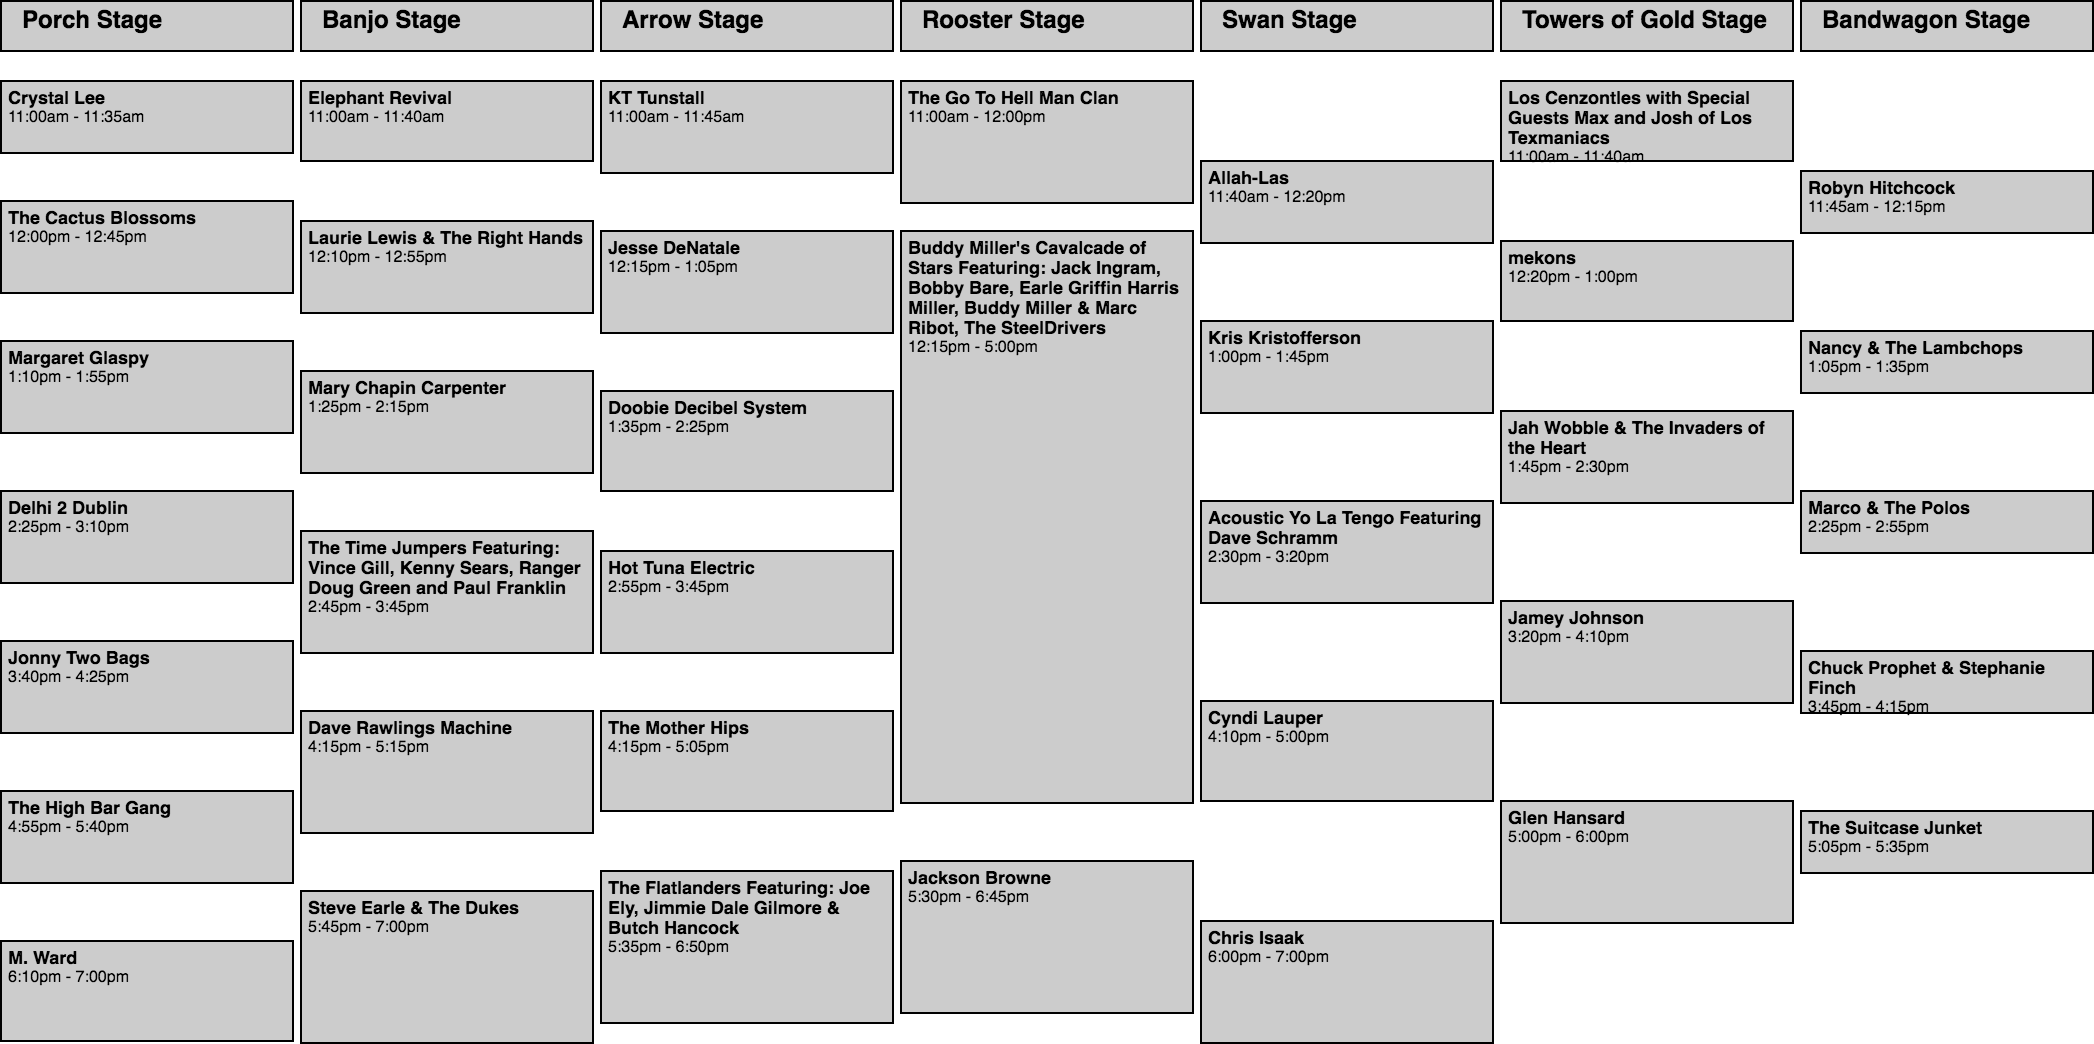 Porch Stage
Banjo Stage
Arrow Stage
Rooster Stage
Swan Stage
Towers of Gold Stage
Bandwagon Stage
Crystal Lee
11:00am - 11:35am
The Cactus Blossoms
12:00pm - 12:45pm
Margaret Glaspy
1:10pm - 1:55pm
Delhi 2 Dublin
2:25pm - 3:10pm
Jonny Two Bags
3:40pm - 4:25pm
The High Bar Gang
4:55pm - 5:40pm
M. Ward
6:10pm - 7:00pm
Elephant Revival
11:00am - 11:40am
Laurie Lewis & The Right Hands
12:10pm - 12:55pm
Mary Chapin Carpenter
1:25pm - 2:15pm
The Time Jumpers Featuring:
Vince Gill, Kenny Sears, Ranger
Doug Green and Paul Franklin
2:45pm - 3:45pm
Dave Rawlings Machine
4:15pm - 5:15pm
Steve Earle & The Dukes
5:45pm - 7:00pm
KT Tunstall
11:00am - 11:45am
Jesse DeNatale
12:15pm - 1:05pm
Doobie Decibel System
1:35pm - 2:25pm
Hot Tuna Electric
2:55pm - 3:45pm
The Mother Hips
4:15pm - 5:05pm
The Flatlanders Featuring: Joe
Ely, Jimmie Dale Gilmore &
Butch Hancock
5:35pm - 6:50pm
The Go To Hell Man Clan
11:00am - 12:00pm
Buddy Miller's Cavalcade of
Stars Featuring: Jack Ingram,
Bobby Bare, Earle Griffin Harris
Miller, Buddy Miller & Marc
Ribot, The SteelDrivers
12:15pm - 5:00pm
Jackson Browne
5:30pm - 6:45pm
Allah-Las
11:40am - 12:20pm
Kris Kristofferson
1:00pm - 1:45pm
Acoustic Yo La Tengo Featuring
Dave Schramm
2:30pm - 3:20pm
Cyndi Lauper
4:10pm - 5:00pm
Chris Isaak
6:00pm - 7:00pm
Los Cenzontles with Special
Guests Max and Josh of Los
Texmaniacs
11:00am - 11:40am
mekons
12:20pm - 1:00pm
Jah Wobble & The Invaders of
the Heart
1:45pm - 2:30pm
Jamey Johnson
3:20pm - 4:10pm
Glen Hansard
5:00pm - 6:00pm
Robyn Hitchcock
11:45am - 12:15pm
Nancy & The Lambchops
1:05pm - 1:35pm
Marco & The Polos
2:25pm - 2:55pm
Chuck Prophet & Stephanie
Finch
3:45pm - 4:15pm
The Suitcase Junket
5:05pm - 5:35pm